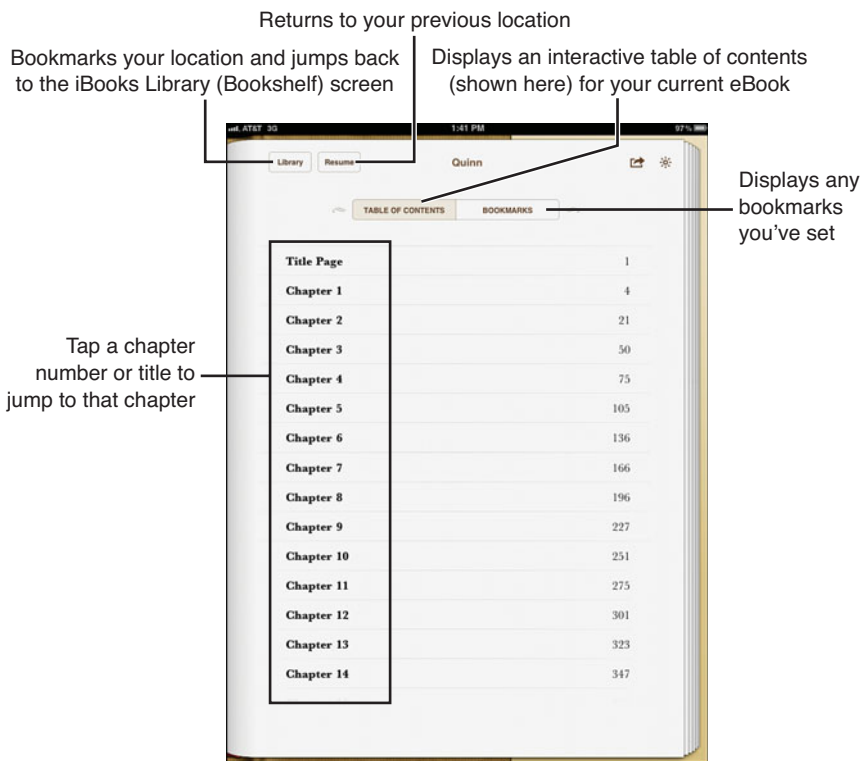 Returns to your previous location
Bookmarks your location and jumps back
to the iBooks Library (Bookshelf) screen
Displays an interactive table of contents
(shown here) for your current eBook
AT&T 3G 1:41 PM 97%
Library Resume Quinn
TABLE OF CONTENTS BOOKMARKS
Displays any
bookmarks
you've set
Title Page 1
Chapter 1 4
Chapter 2 21
Chapter 3 50
Chapter 4 75
Chapter 5 105
Chapter 6 136
Chapter 7 166
Chapter 8 196
Chapter 9 227
Chapter 10 251
Chapter 11 275
Chapter 12 301
Chapter 13 323
Chapter 14 347
Tap a chapter
number or title to
jump to that chapter